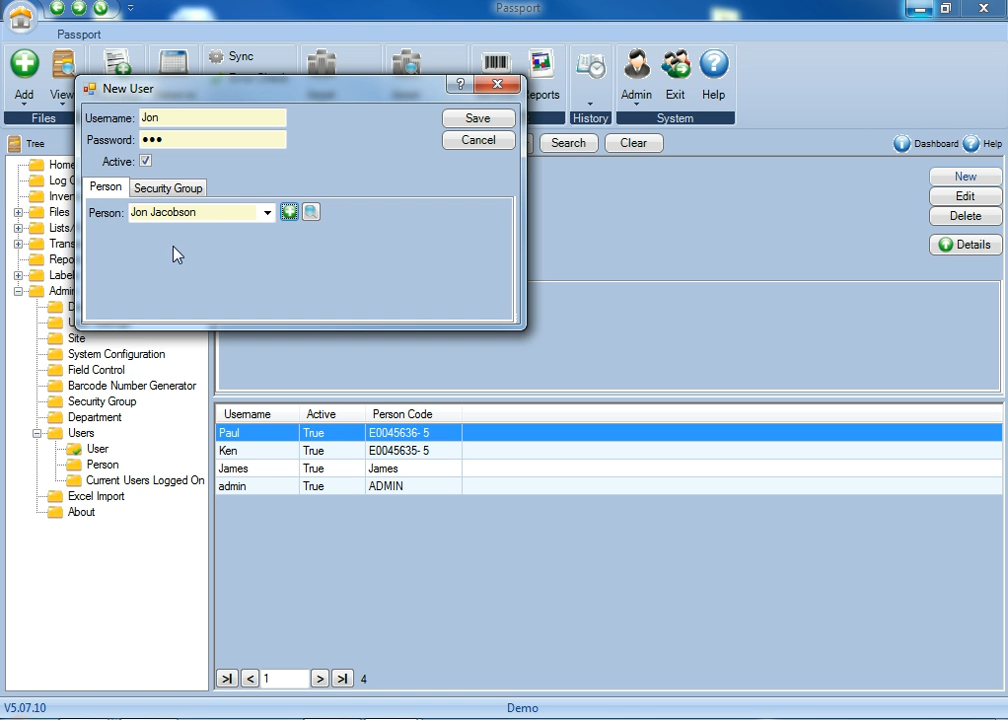 Passport
Passport
Sync
Add
View
Reports
Admin
Exit
Help
Files
History
System
New User
Username: Jon
Password: •••
Active:
Save
Cancel
Person
Security Group
Person: Jon Jacobson
Tree
Search
Clear
Dashboard
Help
New
Edit
Delete
Details
Home
Log
Files
Lists/
Label
Admi
Site
System Configuration
Field Control
Barcode Number Generator
Security Group
Department
Users
User
Person
Current Users Logged On
Excel Import
About
Username Active Person Code
Paul True E0045636- 5
Ken True E0045635- 5
James True James
admin True ADMIN
>| < 1 > >| 4
V5.07.10
Demo